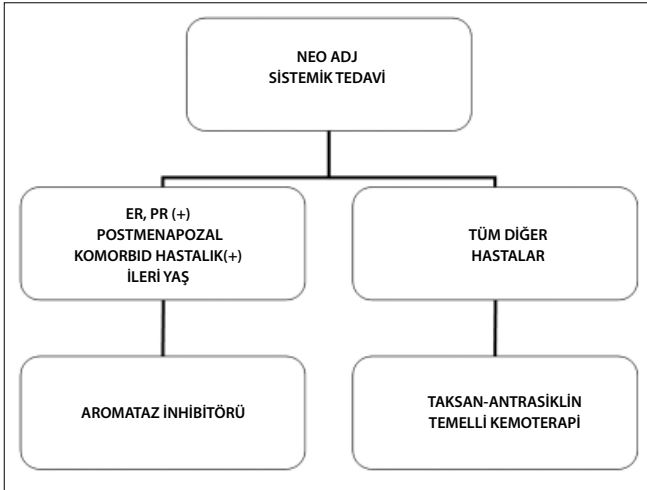 NEO ADJ
SİSTEMİK TEDAVİ
ER, PR (+)
POSTMENAPOZAL
KOMORBID HASTALIK(+)
İLERİ YAŞ
TÜM DİĞER
HASTALAR
AROMATAZ İNHİBİTÖRÜ
TAKSAN-ANTRASİKLİN
TEMELLİ KEMOTERAPİ